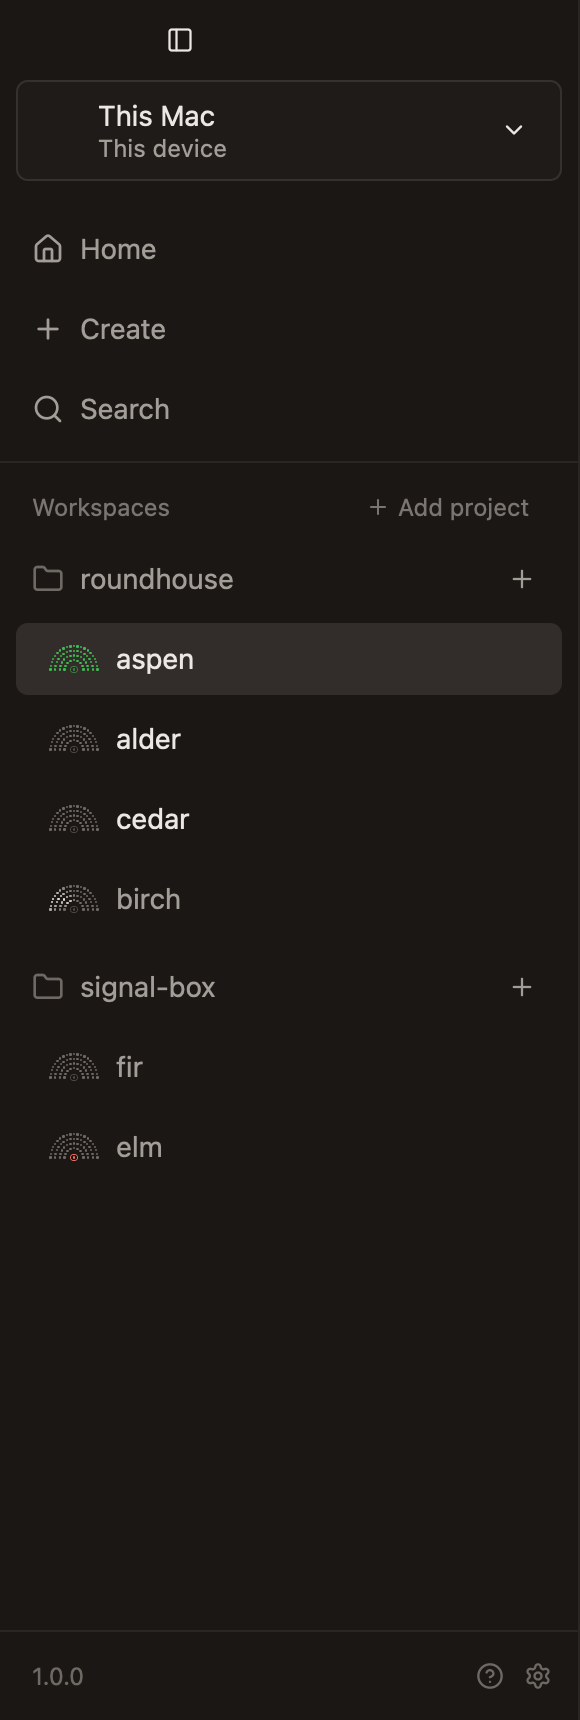 This Mac
This device
Home
Create
Search
Workspaces
+ Add project
roundhouse
aspen
alder
cedar
birch
signal-box
fir
elm
1.0.0